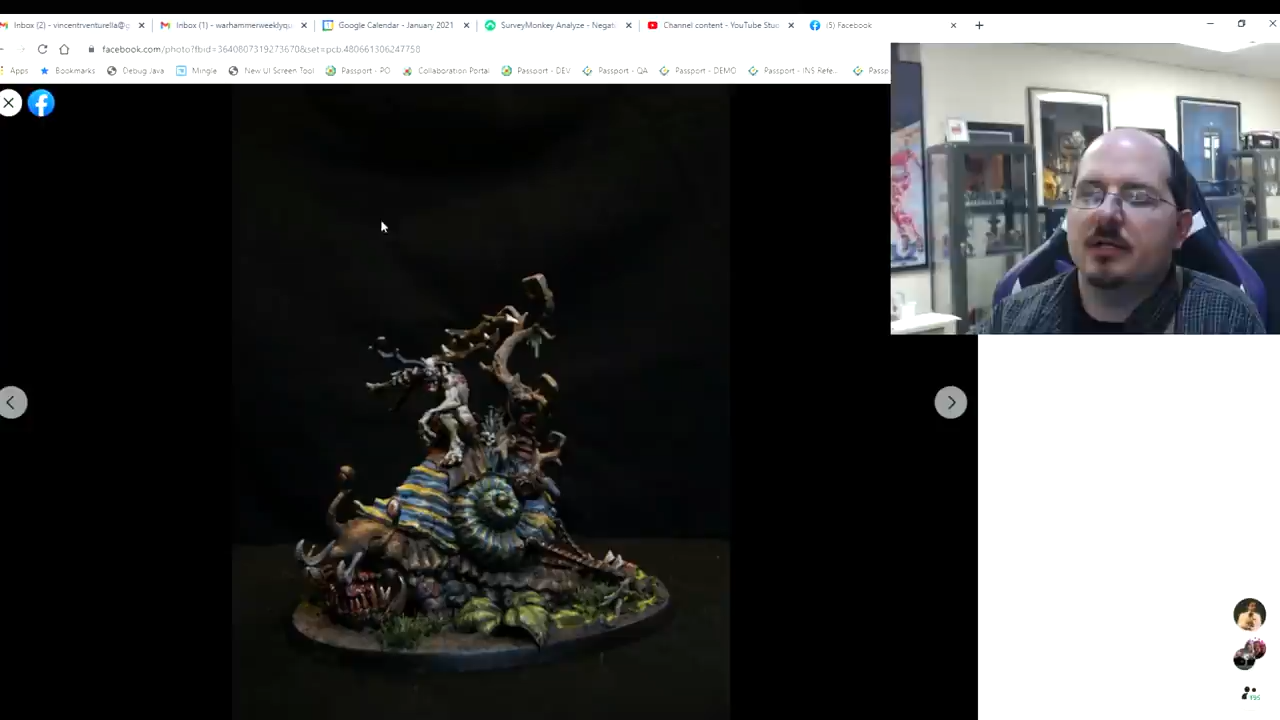 Inbox (2) - vincentrventurella@g
Inbox (1) - warhammerweeklyqu
Google Calendar - January 2021
SurveyMonkey Analyze - Negat
Channel content - YouTube Stud
(5) Facebook
facebook.com/photo?fbid=3640807319273670&set=pcb.480661306247758
Apps
Bookmarks
Debug Java
Mingle
New UI Screen Tool
Passport - PO
Collaboration Portal
Passport - DEV
Passport - QA
Passport - DEMO
Passport - INS Rele...
Passpo